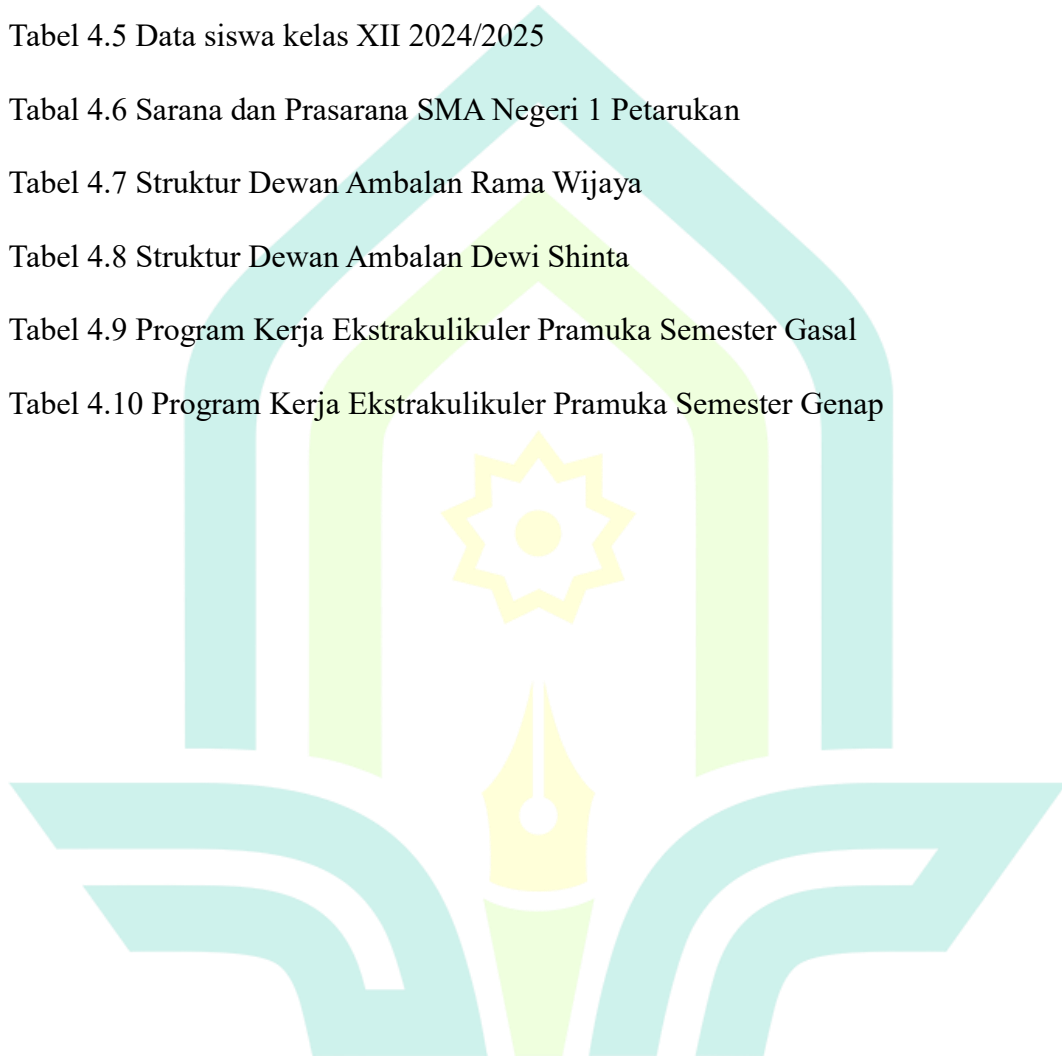 Tabel 4.5 Data siswa kelas XII 2024/2025
Tabal 4.6 Sarana dan Prasarana SMA Negeri 1 Petarukan
Tabel 4.7 Struktur Dewan Ambalan Rama Wijaya
Tabel 4.8 Struktur Dewan Ambalan Dewi Shinta
Tabel 4.9 Program Kerja Ekstrakulikuler Pramuka Semester Gasal
Tabel 4.10 Program Kerja Ekstrakulikuler Pramuka Semester Genap